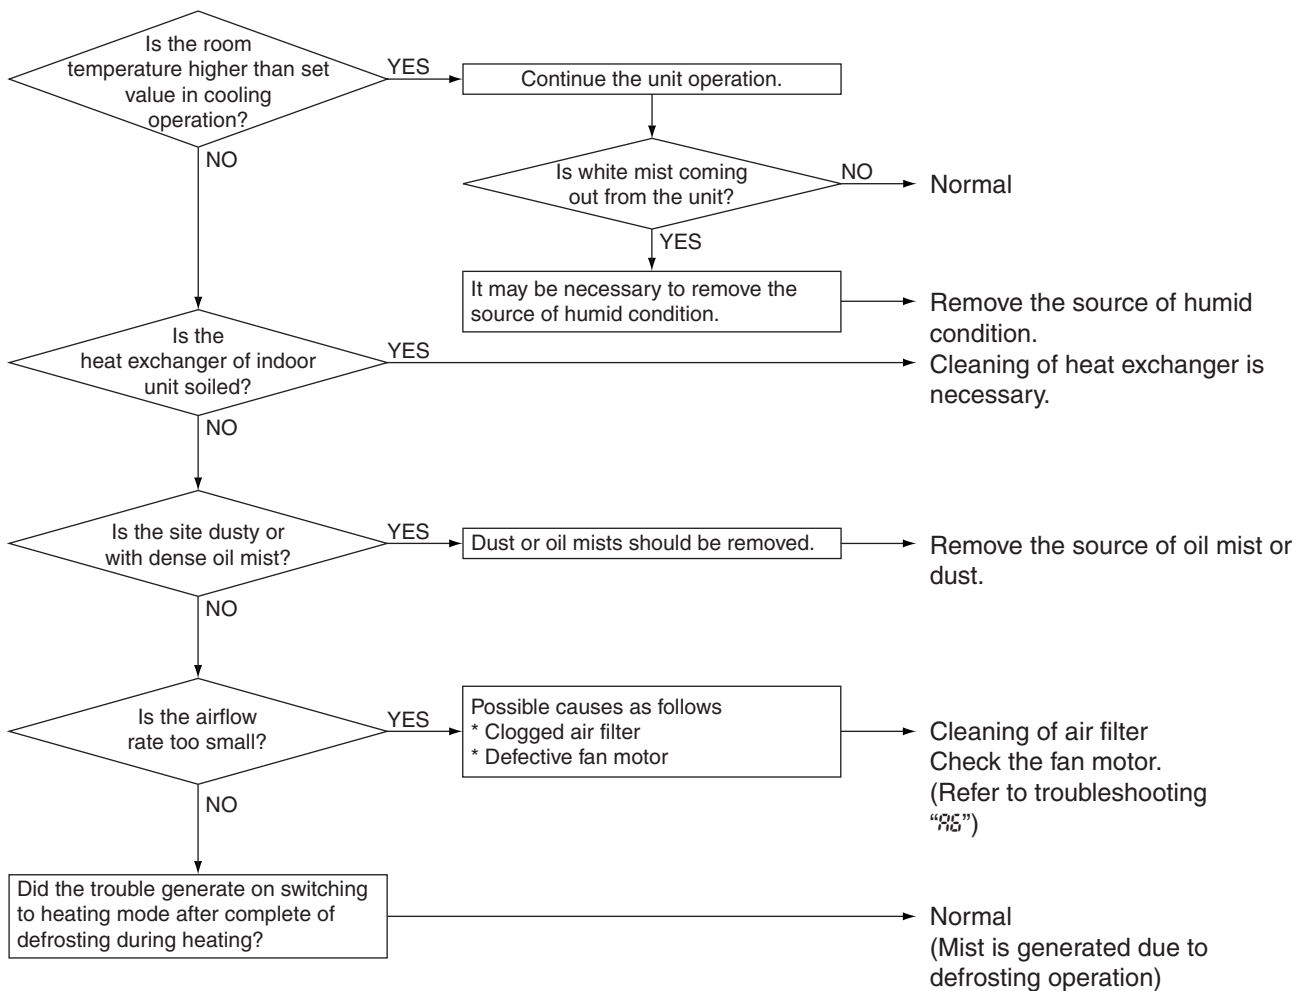 Is the room
temperature higher than set
value in cooling
operation?
YES
Continue the unit operation.
NO
Is white mist coming
out from the unit?
NO
Normal
YES
It may be necessary to remove the
source of humid condition.
Remove the source of humid
condition.
Is the
heat exchanger of indoor
unit soiled?
YES
Cleaning of heat exchanger is
necessary.
NO
Is the site dusty or
with dense oil mist?
YES
Dust or oil mists should be removed.
Remove the source of oil mist or
dust.
NO
Is the airflow
rate too small?
YES
Possible causes as follows
* Clogged air filter
* Defective fan motor
Cleaning of air filter
Check the fan motor.
(Refer to troubleshooting
“A6”)
NO
Did the trouble generate on switching
to heating mode after complete of
defrosting during heating?
Normal
(Mist is generated due to
defrosting operation)